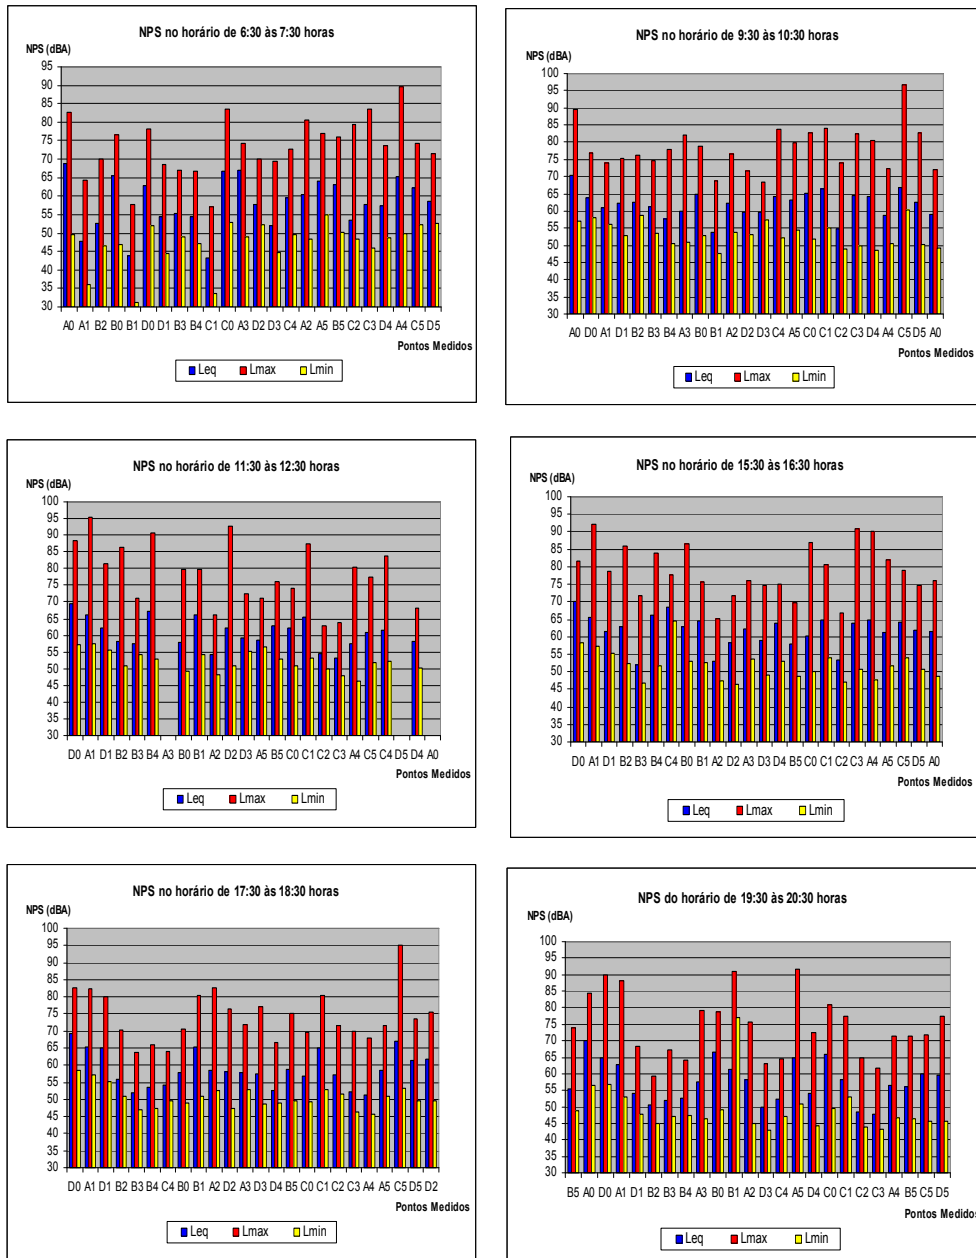 NPS no horário de 6:30 às 7:30 horas
NPS (dBA)
95
90
85
80
75
70
65
60
55
50
45
40
35
30
A0 A1 B2 B0 B1 D0 D1 B3 B4 C1 C0 A3 D2 D3 C4 A2 A5 B5 C2 C3 D4 A4 C5 D5
Pontos Medidos
Leq Lmax Lmin
NPS no horário de 9:30 às 10:30 horas
NPS (dBA)
100
95
90
85
80
75
70
65
60
55
50
45
40
35
30
A0 D0 A1 D1 B2 B3 B4 A3 B0 B1 A2 D2 D3 C4 A5 C0 C1 C2 C3 D4 A4 C5 D5 A0
Pontos Medidos
Leq Lmax Lmin
NPS no horário de 11:30 às 12:30 horas
NPS (dBA)
100
95
90
85
80
75
70
65
60
55
50
45
40
35
30
D0 A1 D1 B2 B3 B4 A3 B0 B1 A2 D2 D3 A5 B5 C0 C1 C2 C3 A4 C5 C4 D5 D4 A0
Pontos Medidos
Leq Lmax Lmin
NPS no horário de 15:30 às 16:30 horas
NPS (dBA)
100
95
90
85
80
75
70
65
60
55
50
45
40
35
30
D0 A1 D1 B2 B3 B4 C4 B0 B1 A2 D2 A3 D3 D4 B5 C0 C1 C2 C3 A4 A5 C5 D5 A0
Pontos Medidos
Leq Lmax Lmin
NPS no horário de 17:30 às 18:30 horas
NPS (dBA)
100
95
90
85
80
75
70
65
60
55
50
45
40
35
30
D0 A1 D1 B2 B3 B4 C4 B0 B1 A2 D2 A3 D3 D4 B5 C0 C1 C2 C3 A4 A5 C5 D5 D2
Pontos Medidos
Leq Lmax Lmin
NPS do horário de 19:30 às 20:30 horas
NPS (dBA)
100
95
90
85
80
75
70
65
60
55
50
45
40
35
30
B5 A0 D0 A1 D1 B2 B3 B4 A3 B0 B1 A2 D3 C4 A5 D4 C0 C1 C2 C3 A4 B5 C5 D5
Pontos Medidos
Leq Lmax Lmin